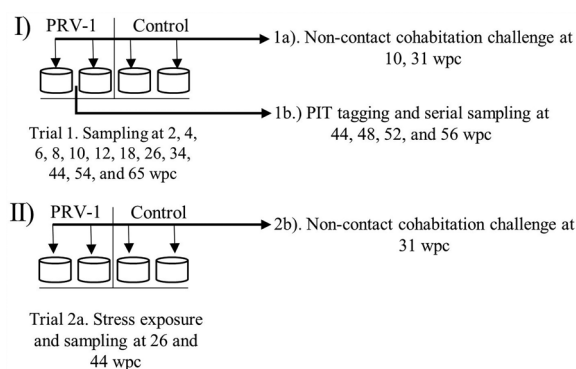 I) PRV-1 Control
1a). Non-contact cohabitation challenge at
10, 31 wpc
1b.) PIT tagging and serial sampling at
44, 48, 52, and 56 wpc
Trial 1. Sampling at 2, 4,
6, 8, 10, 12, 18, 26, 34,
44, 54, and 65 wpc
II) PRV-1 Control
2b). Non-contact cohabitation challenge at
31 wpc
Trial 2a. Stress exposure
and sampling at 26 and
44 wpc